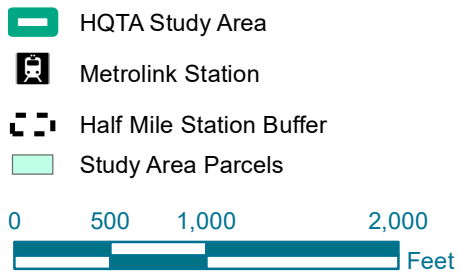 HQTA Study Area
Metrolink Station
Half Mile Station Buffer
Study Area Parcels
0 500 1,000 2,000
Feet